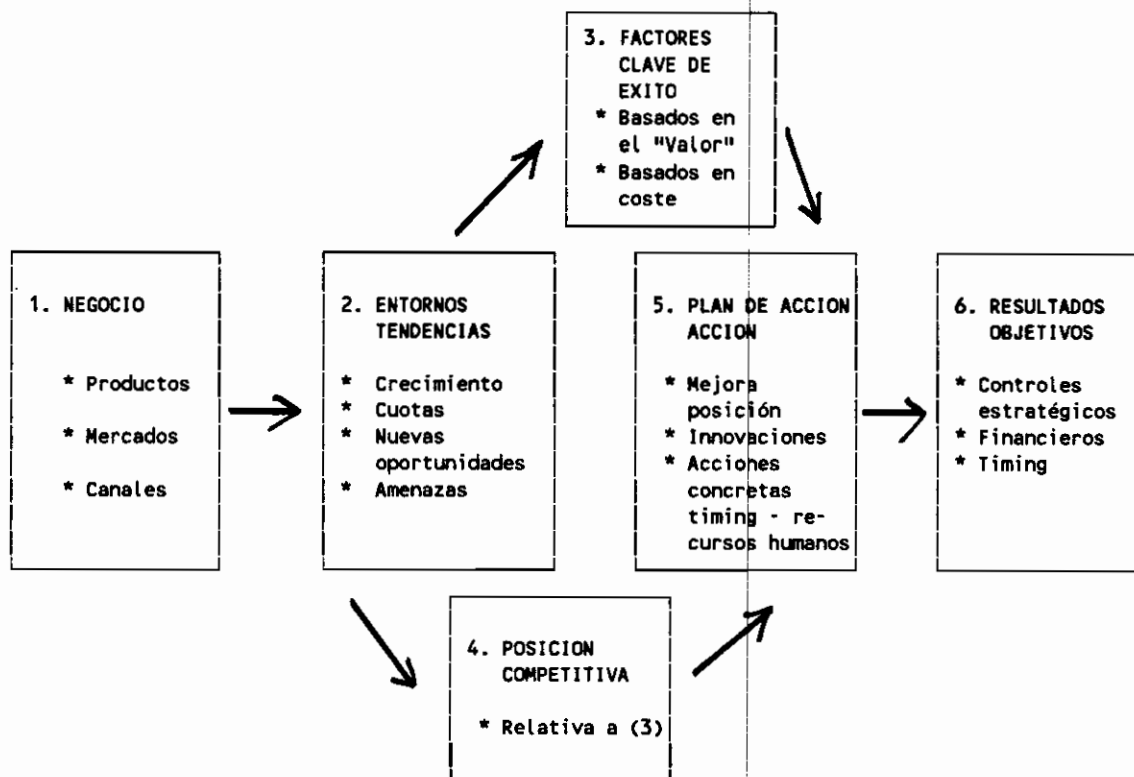 3. FACTORES
CLAVE DE
EXITO
* Basados en
el "Valor"
* Basados en
coste
1. NEGOCIO
* Productos
* Mercados
* Canales
2. ENTORNOS
TENDENCIAS
* Crecimiento
* Cuotas
* Nuevas
oportunidades
* Amenazas
5. PLAN DE ACCION
ACCION
* Mejora
posición
* Innovaciones
* Acciones
concretas
timing - re-
cursos humanos
6. RESULTADOS
OBJETIVOS
* Controles
estratégicos
* Financieros
* Timing
4. POSICION
COMPETITIVA
* Relativa a (3)